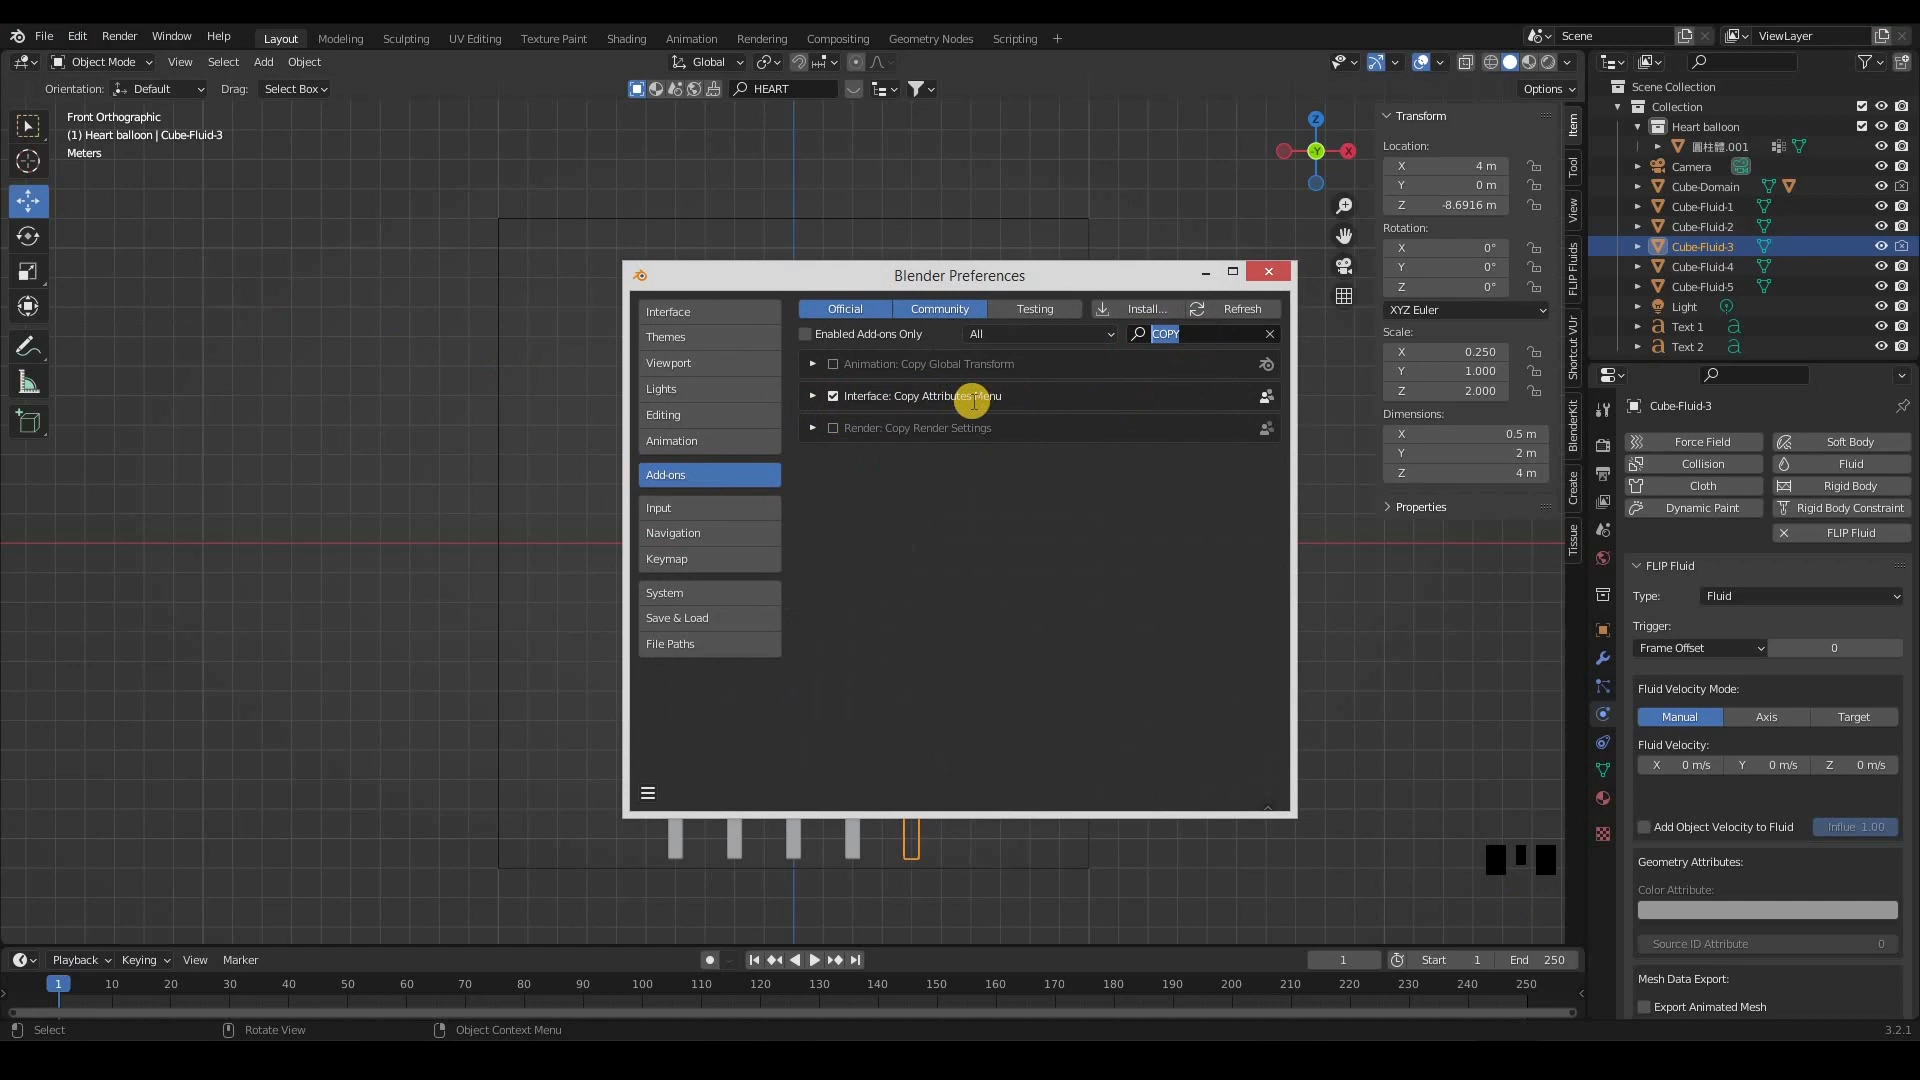 File Edit Render Window Help Layout Modeling Sculpting UV Editing Texture Paint Shading Animation Rendering Compositing Geometry Nodes Scripting + Scene ViewLayer
Object Mode View Select Add Object Global
Orientation: Default Drag: Select Box HEART Options
Front Orthographic
(1) Heart balloon | Cube-Fluid-3
Meters
Z
-Y
X
Transform
Location:
X 4 m
Y 0 m
Z -8.6916 m
Rotation:
X 0°
Y 0°
Z 0°
XYZ Euler
Scale:
X 0.250
Y 1.000
Z 2.000
Dimensions:
X 0.5 m
Y 2 m
Z 4 m
Properties
Item
Tool
View
FLIP Fluids
Shortcut VUr
BlenderKit
Create
Tissue
Scene Collection
Collection
Heart balloon
圓柱體.001
Camera
Cube-Domain
Cube-Fluid-1
Cube-Fluid-2
Cube-Fluid-3
Cube-Fluid-4
Cube-Fluid-5
Light
Text 1
Text 2
Cube-Fluid-3
Force Field Soft Body
Collision Fluid
Cloth Rigid Body
Dynamic Paint Rigid Body Constraint
FLIP Fluid
FLIP Fluid
Type: Fluid
Trigger:
Frame Offset 0
Fluid Velocity Mode:
Manual Axis Target
Fluid Velocity:
X 0 m/s Y 0 m/s Z 0 m/s
Add Object Velocity to Fluid Influe 1.00
Geometry Attributes:
Color Attribute:
Source ID Attribute 0
Mesh Data Export:
Export Animated Mesh
Blender Preferences
Interface
Themes
Viewport
Lights
Editing
Animation
Add-ons
Input
Navigation
Keymap
System
Save & Load
File Paths
Official Community Testing Install... Refresh
Enabled Add-ons Only All COPY
Animation: Copy Global Transform
Interface: Copy Attributes Menu
Render: Copy Render Settings
Playback Keying View Marker 1 Start 1 End 250
1 10 20 30 40 50 60 70 80 90 100 110 120 130 140 150 160 170 180 190 200 210 220 230 240 250
Select Rotate View Object Context Menu 3.2.1